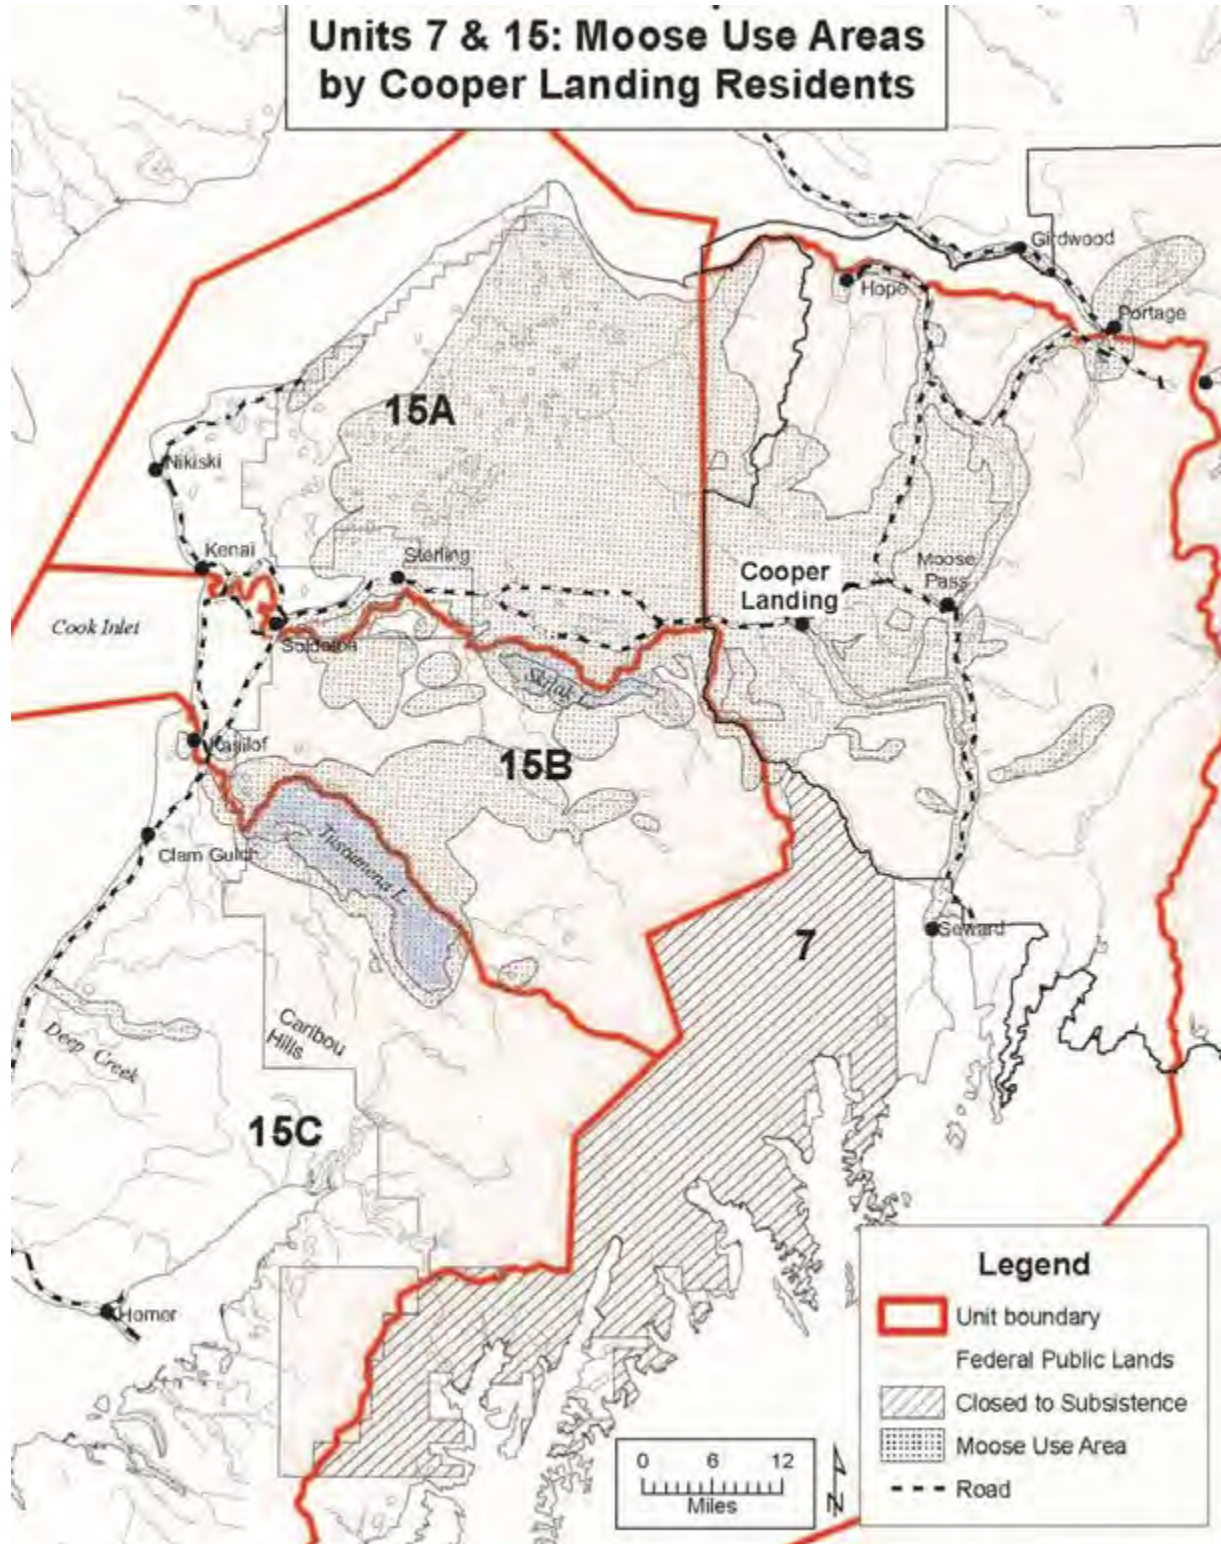 Units 7 & 15: Moose Use Areas
by Cooper Landing Residents
Girdwood
Hope
Portage
15A
Nikiski
Kenai
Sterling
Moose
Pass
Cooper
Landing
Cook Inlet
Soldotna
Skilak L
Kasilof
15B
Tustumena L
Clam Gulch
7
Seward
Caribou
Hills
Deep Creek
15C
Homer
Legend
Unit boundary
Federal Public Lands
Closed to Subsistence
Moose Use Area
Road
0 6 12
Miles
N